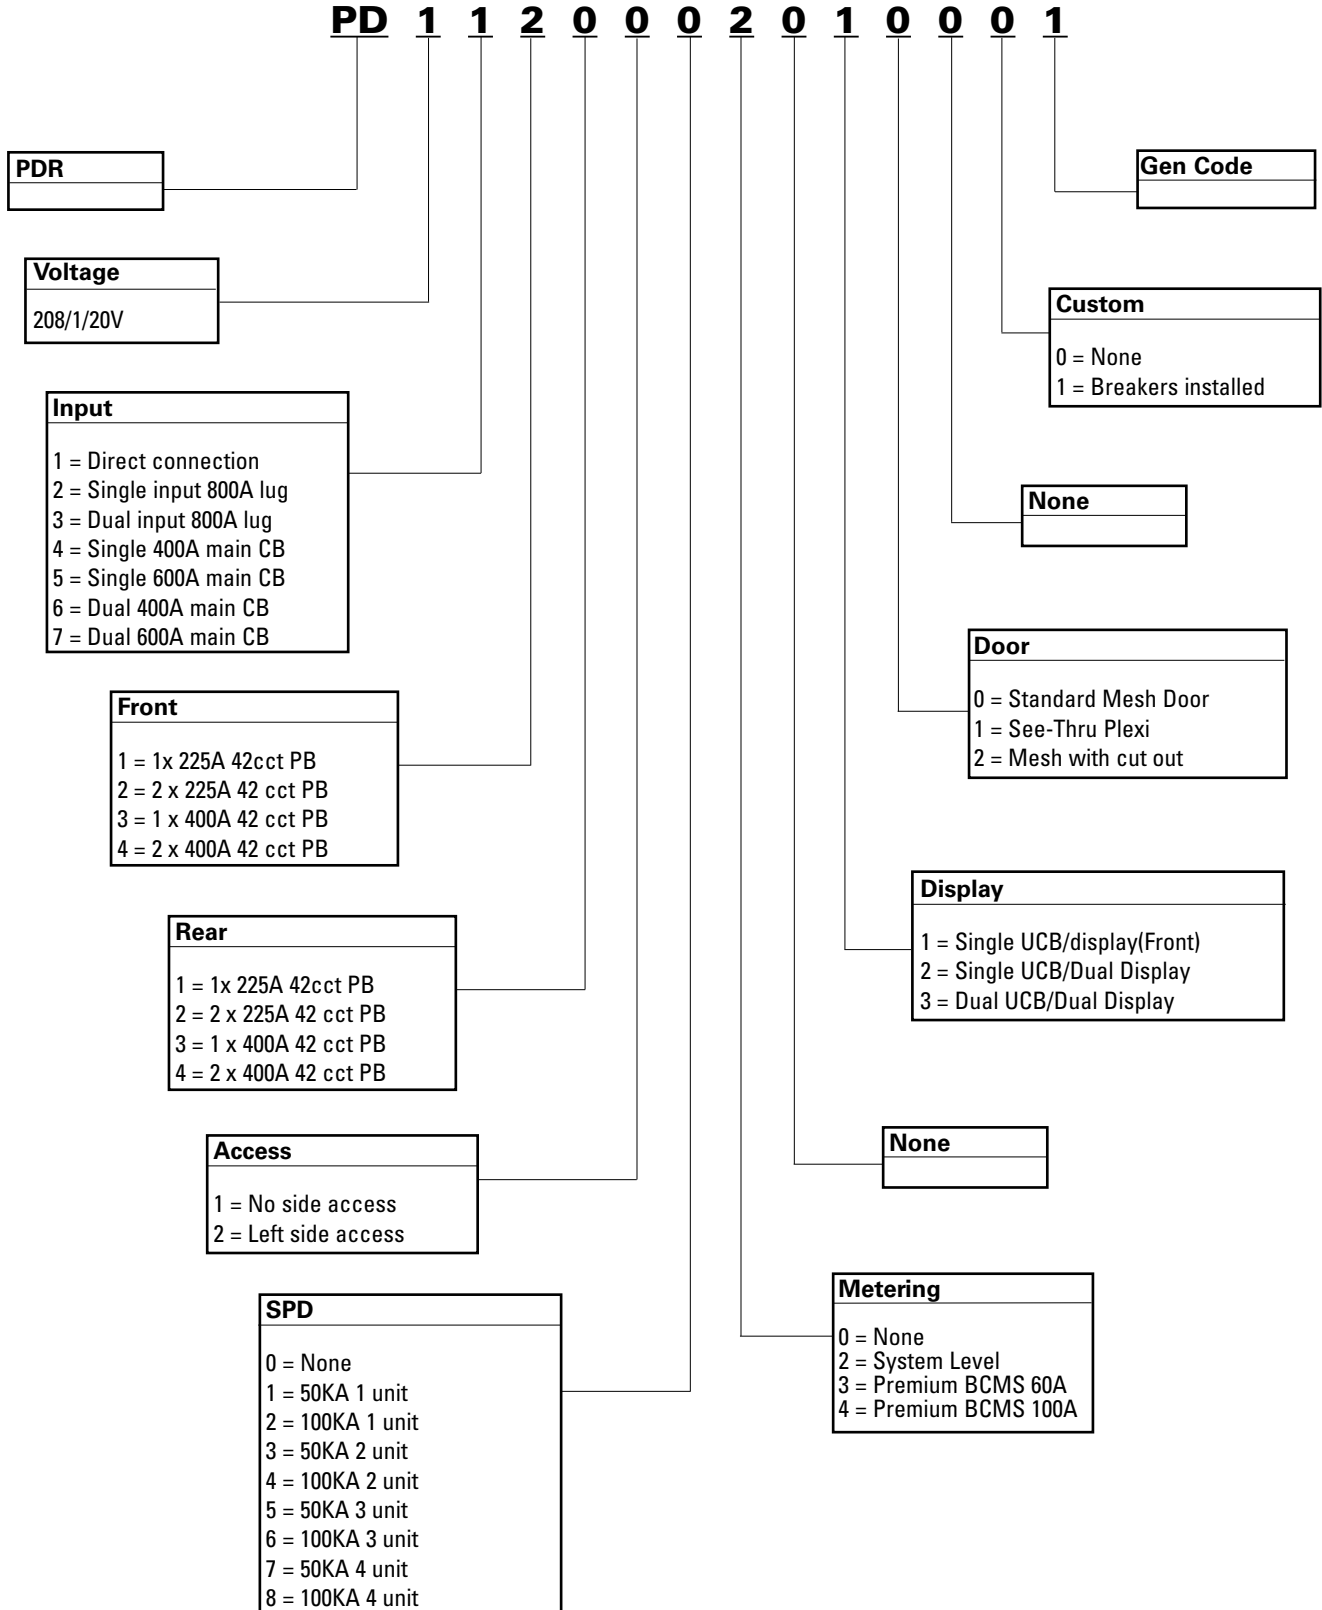 PD 1 1 2 0 0 0 2 0 1 0 0 0 1
PDR
Voltage
208/1/20V
Input
1 = Direct connection
2 = Single input 800A lug
3 = Dual input 800A lug
4 = Single 400A main CB
5 = Single 600A main CB
6 = Dual 400A main CB
7 = Dual 600A main CB
Front
1 = 1x 225A 42cct PB
2 = 2 x 225A 42 cct PB
3 = 1 x 400A 42 cct PB
4 = 2 x 400A 42 cct PB
Rear
1 = 1x 225A 42cct PB
2 = 2 x 225A 42 cct PB
3 = 1 x 400A 42 cct PB
4 = 2 x 400A 42 cct PB
Access
1 = No side access
2 = Left side access
SPD
0 = None
1 = 50KA 1 unit
2 = 100KA 1 unit
3 = 50KA 2 unit
4 = 100KA 2 unit
5 = 50KA 3 unit
6 = 100KA 3 unit
7 = 50KA 4 unit
8 = 100KA 4 unit
Gen Code
Custom
0 = None
1 = Breakers installed
None
Door
0 = Standard Mesh Door
1 = See-Thru Plexi
2 = Mesh with cut out
Display
1 = Single UCB/display(Front)
2 = Single UCB/Dual Display
3 = Dual UCB/Dual Display
None
Metering
0 = None
2 = System Level
3 = Premium BCMS 60A
4 = Premium BCMS 100A